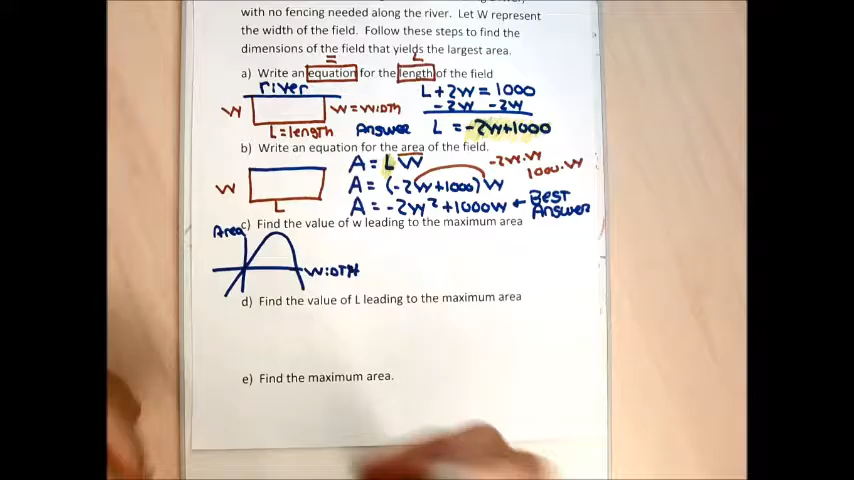 with no fencing needed along the river. Let W represent
the width of the field. Follow these steps to find the
dimensions of the field that yields the largest area.
= L
a) Write an equation for the length of the field
river
L+2W = 1000
W W = WIDTH -2W -2W
L = length Answer L = -2W+1000
b) Write an equation for the area of the field.
A = LW -2W·W
1000·W
W A = (-2W+1000)W
L A = -2W² +1000W ← Best
Answer
c) Find the value of w leading to the maximum area
Area
WIDTH
d) Find the value of L leading to the maximum area
e) Find the maximum area.